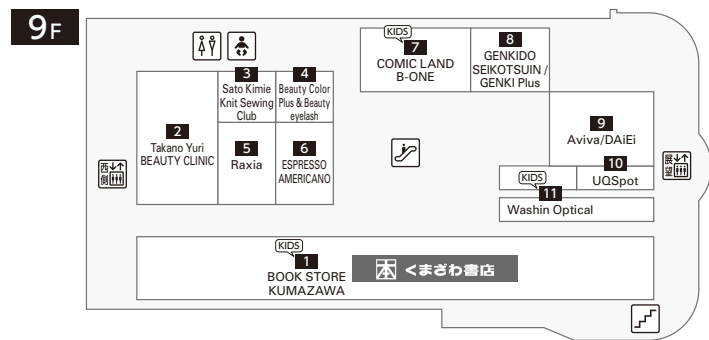 9F
KIDS
7
COMIC LAND
B-ONE
8
GENKIDO
SEIKOTSUIN /
GENKI Plus
3
Sato Kimie
Knit Sewing
Club
4
Beauty Color
Plus & Beauty
eyelash
2
Takano Yuri
BEAUTY CLINIC
5
Raxia
6
ESPRESSO
AMERICANO
9
Aviva/DAiEi
10
UQSpot
KIDS
11
Washin Optical
西側
展望
KIDS
1
BOOK STORE
KUMAZAWA
本 くまざわ書店